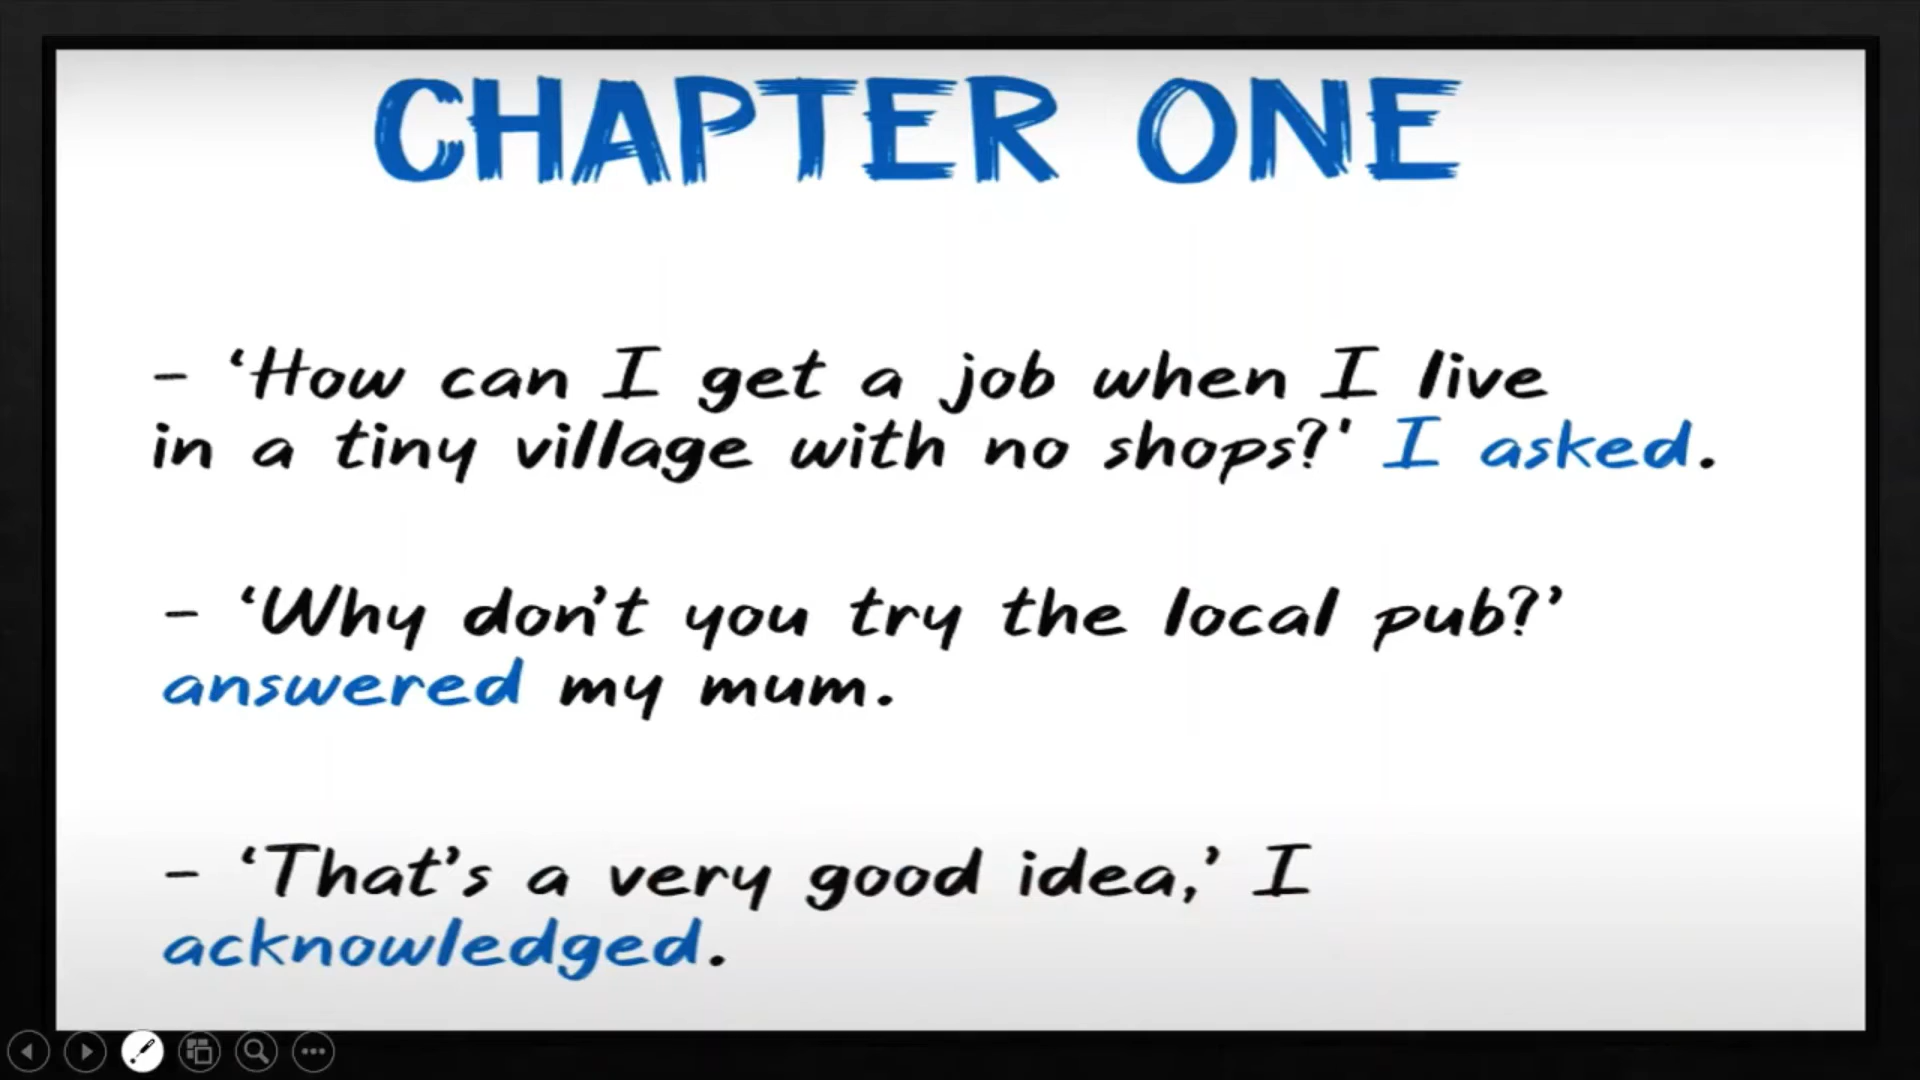 CHAPTER ONE
- ‘How can I get a job when I live
in a tiny village with no shops?' I asked.
- ‘Why don’t you try the local pub?’
answered my mum.
- ‘That’s a very good idea,’ I
acknowledged.